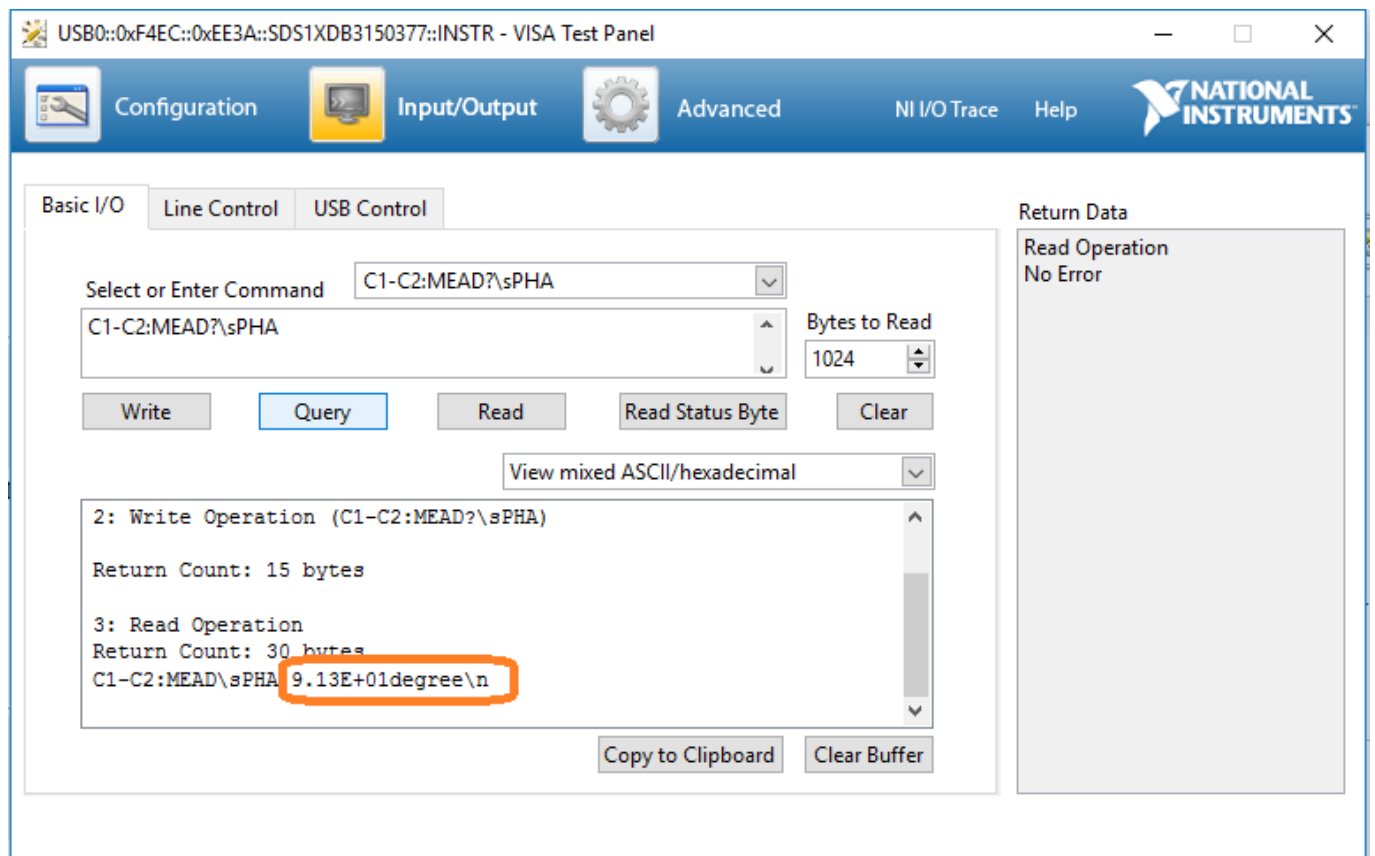 USB0::0xF4EC::0xEE3A::SDS1XDB3150377::INSTR - VISA Test Panel
Configuration
Input/Output
Advanced
NI I/O Trace
Help
NATIONAL
INSTRUMENTS™
Basic I/O
Line Control
USB Control
Return Data
Read Operation
No Error
Select or Enter Command
C1-C2:MEAD?\sPHA
C1-C2:MEAD?\sPHA
Bytes to Read
1024
Write
Query
Read
Read Status Byte
Clear
View mixed ASCII/hexadecimal
2: Write Operation (C1-C2:MEAD?\sPHA)
Return Count: 15 bytes
3: Read Operation
Return Count: 30 bytes
C1-C2:MEAD\sPHA 9.13E+01degree\n
Copy to Clipboard
Clear Buffer